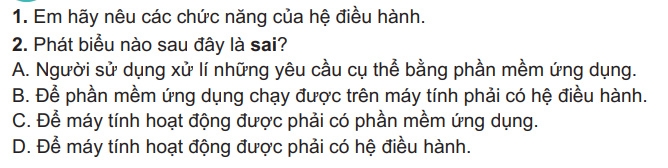 1. Em hãy nêu các chức năng của hệ điều hành.
2. Phát biểu nào sau đây là sai?
A. Người sử dụng xử lí những yêu cầu cụ thể bằng phần mềm ứng dụng.
B. Để phần mềm ứng dụng chạy được trên máy tính phải có hệ điều hành.
C. Để máy tính hoạt động được phải có phần mềm ứng dụng.
D. Để máy tính hoạt động được phải có hệ điều hành.